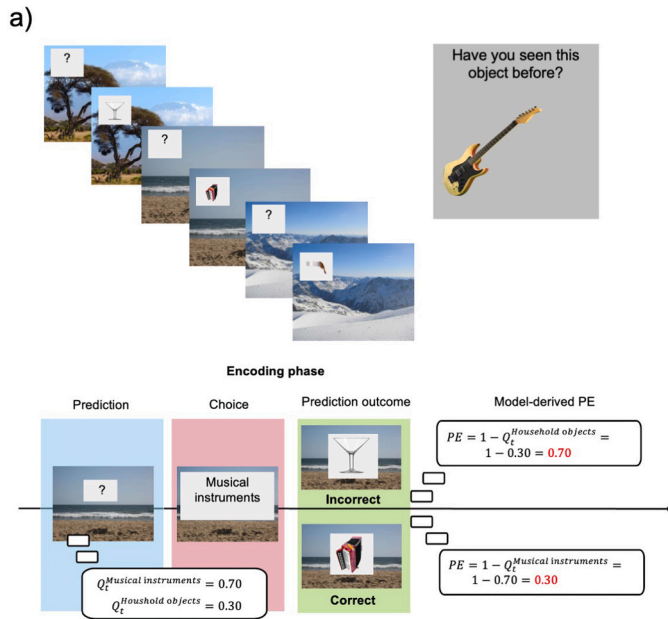 a)
?
Have you seen this
object before?
?
?
Encoding phase
Prediction
Choice
Prediction outcome
Model-derived PE
?
Musical
instruments
Incorrect
Correct
PE = 1 − Q_t^{Household objects} =
1 − 0.30 = 0.70
Q_t^{Musical instruments} = 0.70
Q_t^{Houshold objects} = 0.30
PE = 1 − Q_t^{Musical instruments} =
1 − 0.70 = 0.30